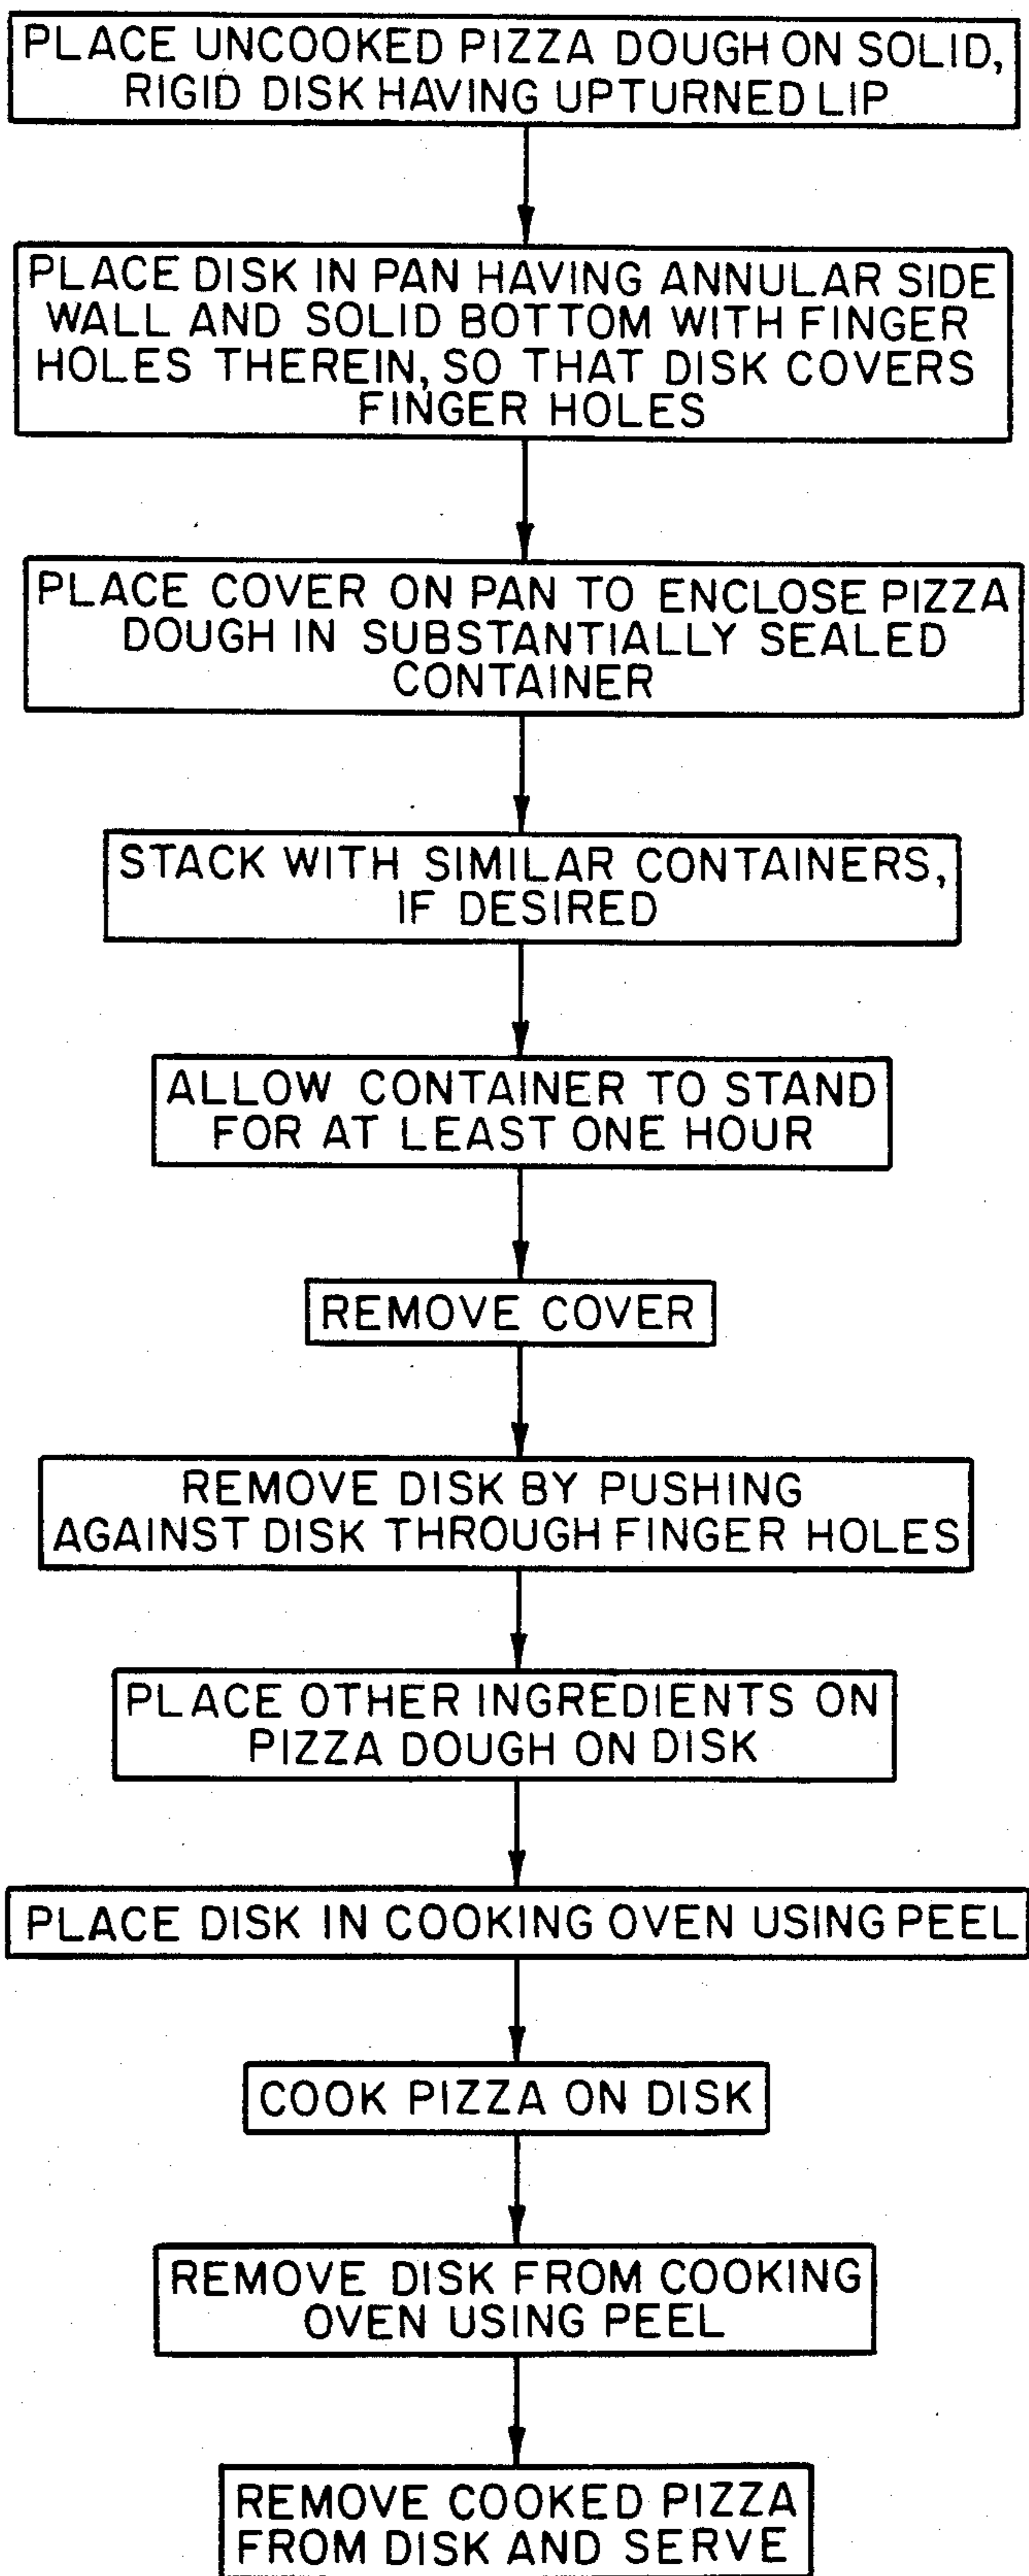 PLACE UNCOOKED PIZZA DOUGH ON SOLID,
RIGID DISK HAVING UPTURNED LIP
PLACE DISK IN PAN HAVING ANNULAR SIDE
WALL AND SOLID BOTTOM WITH FINGER
HOLES THEREIN, SO THAT DISK COVERS
FINGER HOLES
PLACE COVER ON PAN TO ENCLOSE PIZZA
DOUGH IN SUBSTANTIALLY SEALED
CONTAINER
STACK WITH SIMILAR CONTAINERS,
IF DESIRED
ALLOW CONTAINER TO STAND
FOR AT LEAST ONE HOUR
REMOVE COVER
REMOVE DISK BY PUSHING
AGAINST DISK THROUGH FINGER HOLES
PLACE OTHER INGREDIENTS ON
PIZZA DOUGH ON DISK
PLACE DISK IN COOKING OVEN USING PEEL
COOK PIZZA ON DISK
REMOVE DISK FROM COOKING
OVEN USING PEEL
REMOVE COOKED PIZZA
FROM DISK AND SERVE